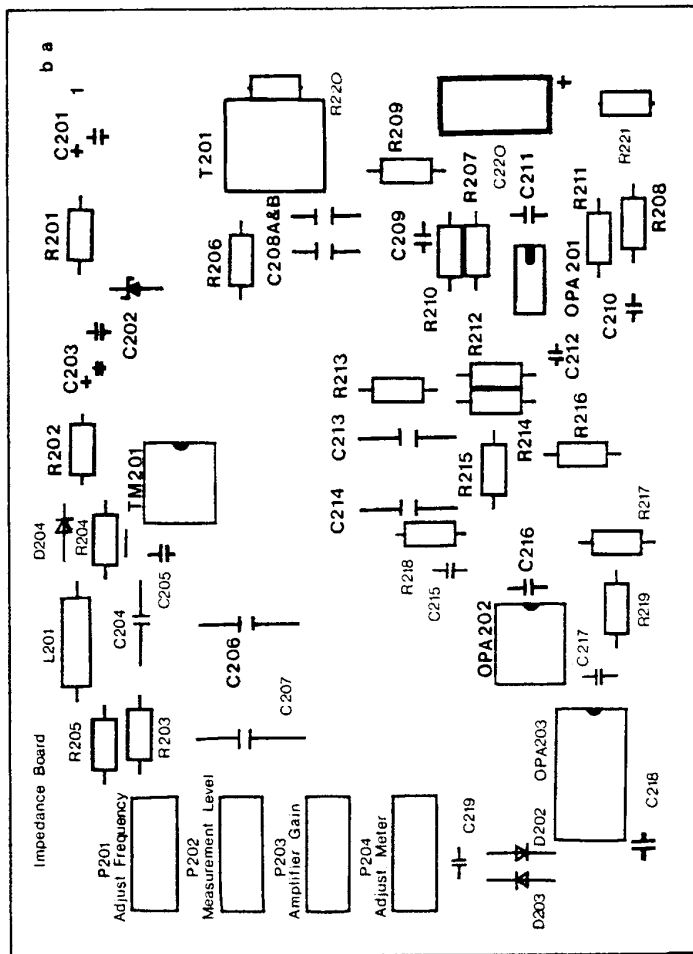 b a
1
C201
+
R201
C202
C203
+
R202
D204
R204
TM201
C205
L201
C204
R205
R203
C206
C207
Impedance Board
T201
R220
R206
C208A&B
R209
C209
R210
R207
C220
+
C211
R221
R211
R208
OPA 201
C210
C212
R212
R213
C213
R214
R215
R216
C214
R218
C215
C216
R217
OPA202
R219
C217
OPA203
C218
P201
Adjust Frequency
P202
Measurement Level
P203
Amplifier Gain
P204
Adjust Meter
C219
D202
D203